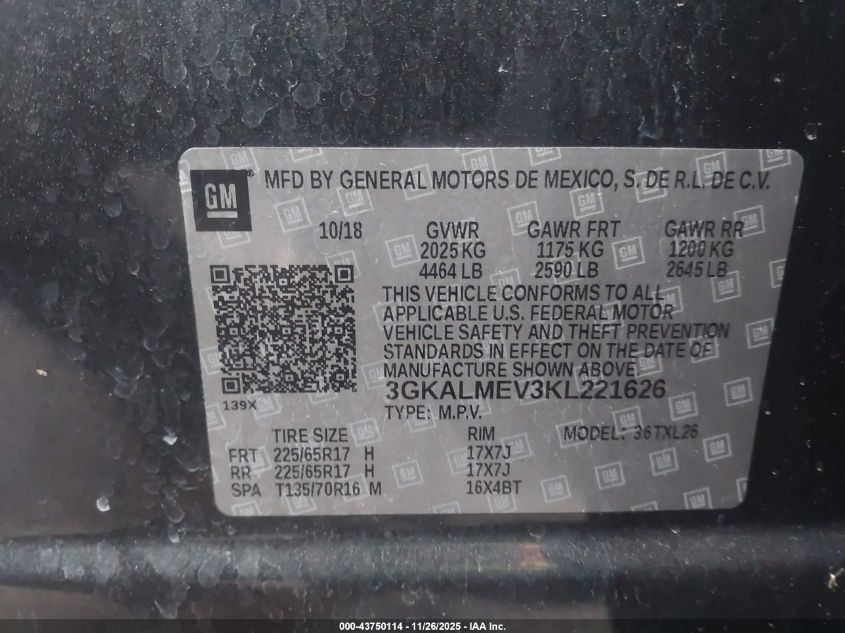 GM MFD BY GENERAL MOTORS DE MEXICO, S. DE R.L. DE C.V.
10/18 GVWR GAWR FRT GAWR RR
2025 KG 1175 KG 1200 KG
4464 LB 2590 LB 2645 LB
THIS VEHICLE CONFORMS TO ALL
APPLICABLE U.S. FEDERAL MOTOR
VEHICLE SAFETY AND THEFT PREVENTION
STANDARDS IN EFFECT ON THE DATE OF
MANUFACTURE SHOWN ABOVE.
3GKALMEV3KL221626
139X TYPE: M.P.V.
TIRE SIZE RIM MODEL: 36TXL26
FRT 225/65R17 H 17X7J
RR 225/65R17 H 17X7J
SPA T135/70R16 M 16X4BT
000-43750114 - 11/26/2025 - IAA Inc.